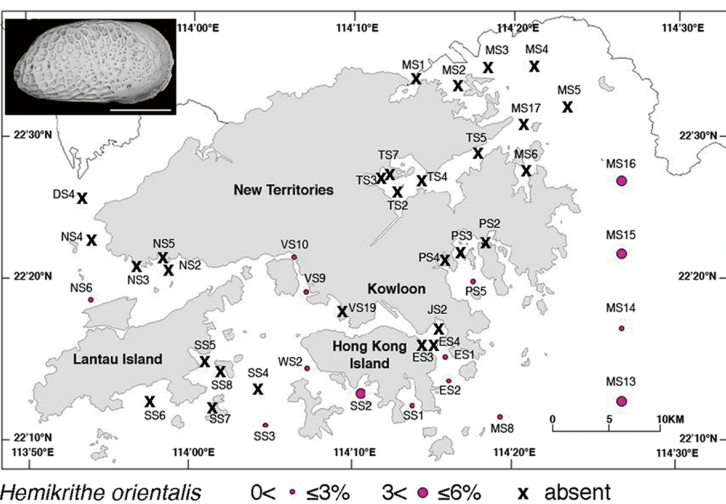 114'00'E 114'10'E 114'20'E 114'30'E
MS3 MS4
MS1 MS2
MS5
MS17
22'30'N TS5 22'30'N
TS7 MS6 MS16
TS3 TS4
New Territories
DS4 TS2
PS2
NS4 PS3 MS15
NS5 VS10 PS4
NS3 NS2
22'20'N VS9 22'20'N
NS6 Kowloon PS5
VS19 JS2 MS14
SS5 Hong Kong ES4
Lantau Island WS2 Island ES3 ES1
SS8 SS4 MS13
ES2
SS6 SS7 SS2 SS1
SS3 MS8 0 5 10KM
22'10'N 22'10'N
113'50'E 114'00'E 114'10'E 114'20'E 114'30'E
Hemikrithe orientalis 0< ≤3% 3< ≤6% x absent